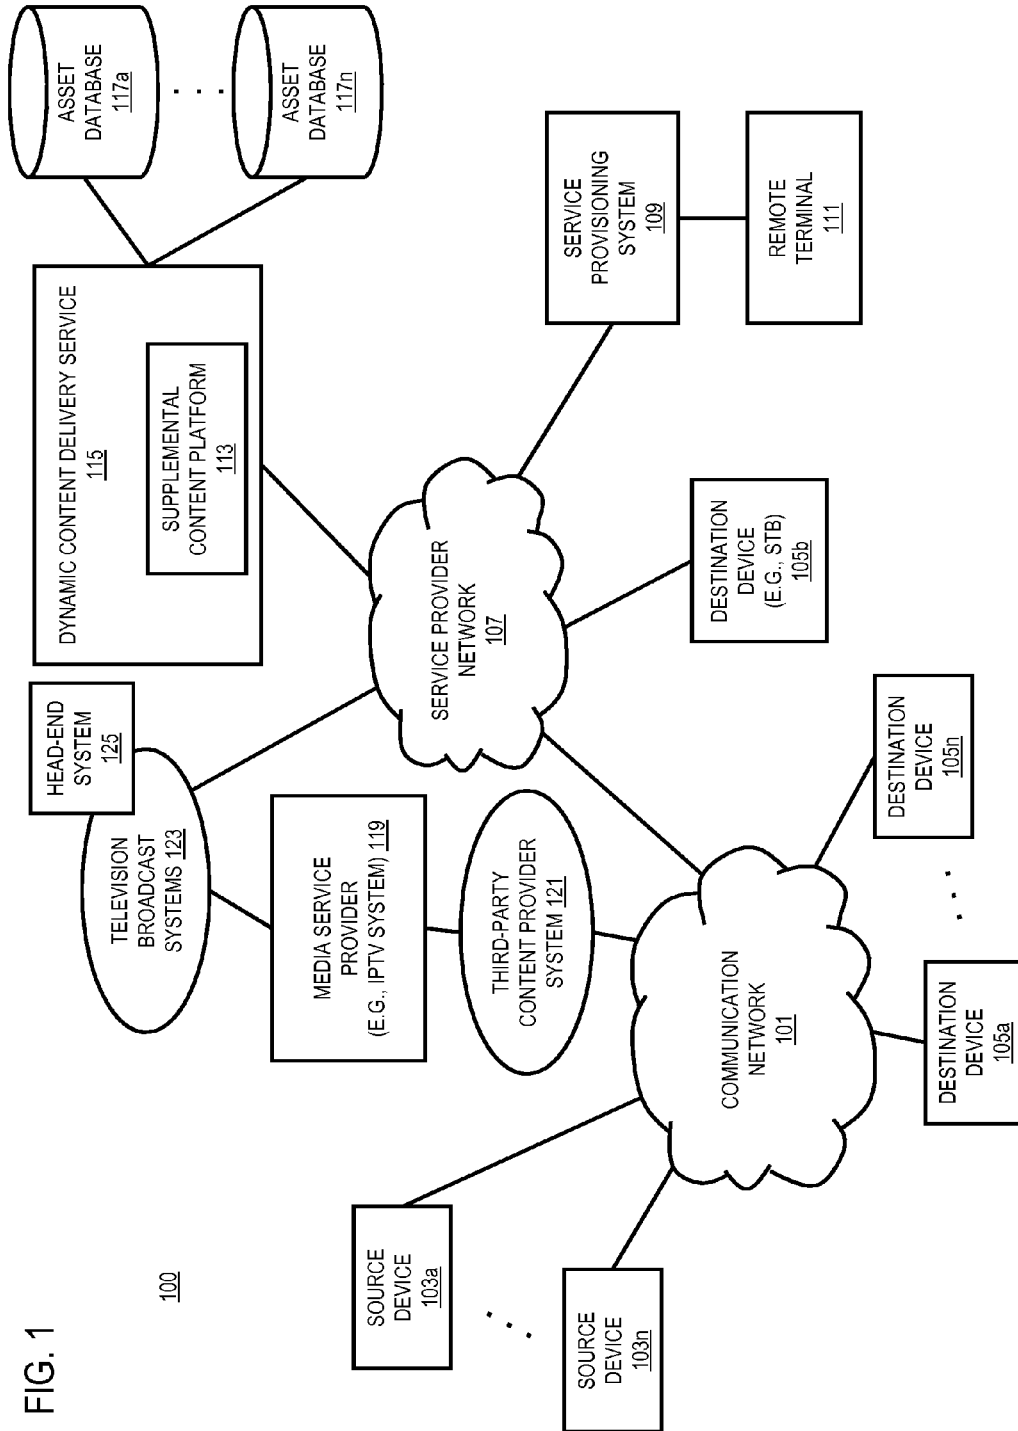 FIG. 1
100
HEAD-END
SYSTEM
125
TELEVISION
BROADCAST
SYSTEMS 123
MEDIA SERVICE
PROVIDER
(E.G., IPTV SYSTEM) 119
THIRD-PARTY
CONTENT PROVIDER
SYSTEM 121
DYNAMIC CONTENT DELIVERY SERVICE
115
SUPPLEMENTAL
CONTENT PLATFORM
113
ASSET
DATABASE
117a
. . .
ASSET
DATABASE
117n
SERVICE PROVIDER
NETWORK
107
SERVICE
PROVISIONING
SYSTEM
109
REMOTE
TERMINAL
111
SOURCE
DEVICE
103a
. . .
SOURCE
DEVICE
103n
COMMUNICATION
NETWORK
101
DESTINATION
DEVICE
(E.G., STB)
105b
DESTINATION
DEVICE
105a
. . .
DESTINATION
DEVICE
105n